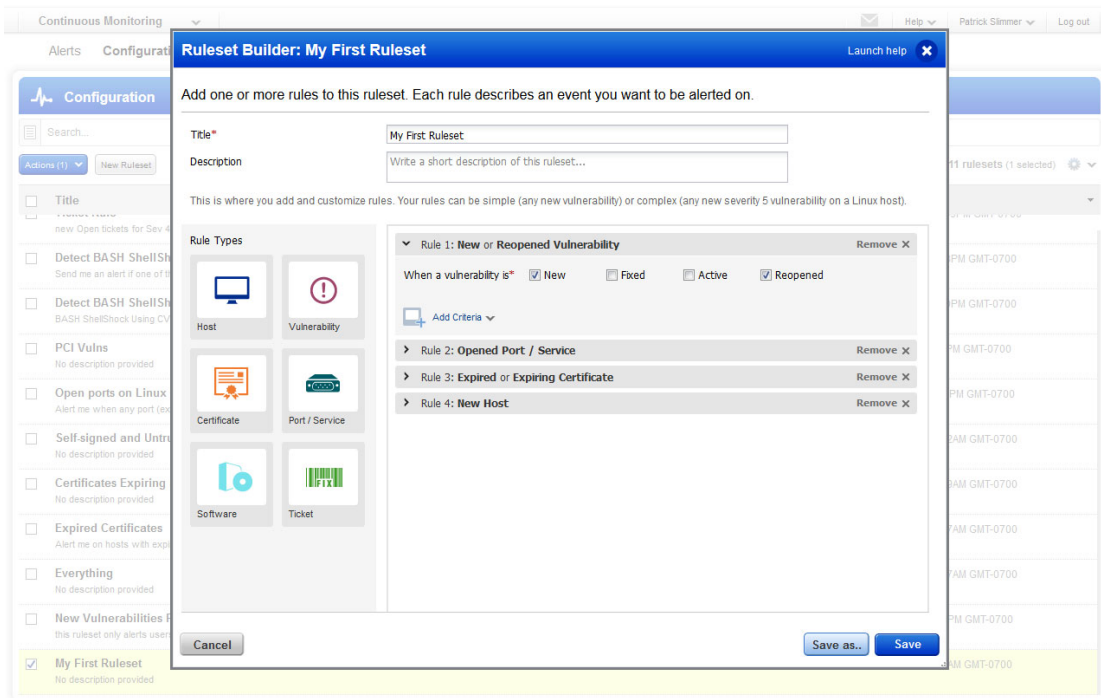 Continuous Monitoring
Help
Patrick Slimmer
Log out
Alerts
Configurati
Configuration
Search...
Actions (1)
New Ruleset
11 rulesets (1 selected)
Title
new Open tickets for Sev 4
Detect BASH ShellSh
Send me an alert if one of th
PM GMT-0700
Detect BASH ShellSh
BASH ShellShock Using CV
PM GMT-0700
PCI Vulns
No description provided
PM GMT-0700
Open ports on Linux
Alert me when any port (ex
PM GMT-0700
Self-signed and Untru
No description provided
2AM GMT-0700
Certificates Expiring
No description provided
AM GMT-0700
Expired Certificates
Alert me on hosts with expi
7AM GMT-0700
Everything
No description provided
7AM GMT-0700
New Vulnerabilities F
this ruleset only alerts users
PM GMT-0700
My First Ruleset
No description provided
AM GMT-0700
Ruleset Builder: My First Ruleset
Launch help
Add one or more rules to this ruleset. Each rule describes an event you want to be alerted on.
Title*
My First Ruleset
Description
Write a short description of this ruleset...
This is where you add and customize rules. Your rules can be simple (any new vulnerability) or complex (any new severity 5 vulnerability on a Linux host).
Rule Types
Host
Vulnerability
Certificate
Port / Service
Software
FIX
Ticket
Rule 1: New or Reopened Vulnerability
Remove X
When a vulnerability is*
New
Fixed
Active
Reopened
Add Criteria
Rule 2: Opened Port / Service
Remove X
Rule 3: Expired or Expiring Certificate
Remove X
Rule 4: New Host
Remove X
Cancel
Save as..
Save